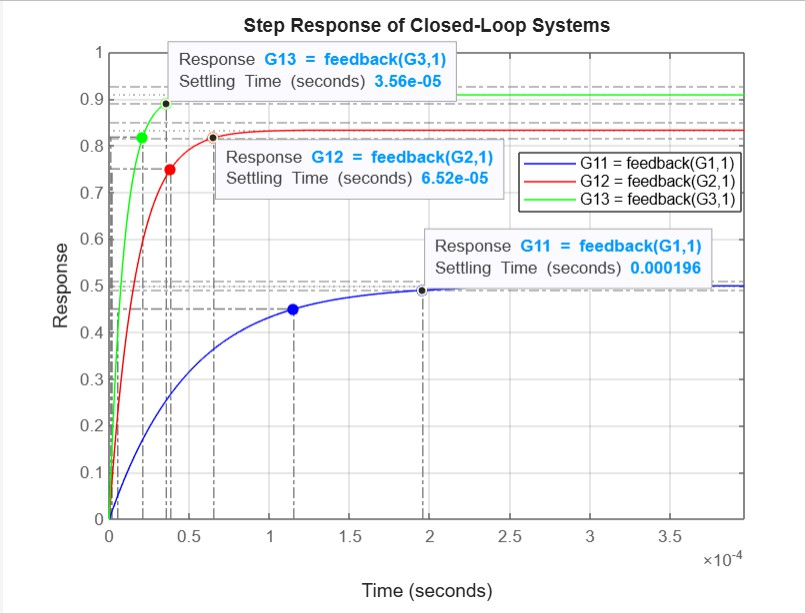 Step Response of Closed-Loop Systems
Response G13 = feedback(G3,1)
Settling Time (seconds) 3.56e-05
Response G12 = feedback(G2,1)
Settling Time (seconds) 6.52e-05
G11 = feedback(G1,1)
G12 = feedback(G2,1)
G13 = feedback(G3,1)
Response G11 = feedback(G1,1)
Settling Time (seconds) 0.000196
Response
1
0.9
0.8
0.7
0.6
0.5
0.4
0.3
0.2
0.1
0
0 0.5 1 1.5 2 2.5 3 3.5
×10⁻⁴
Time (seconds)